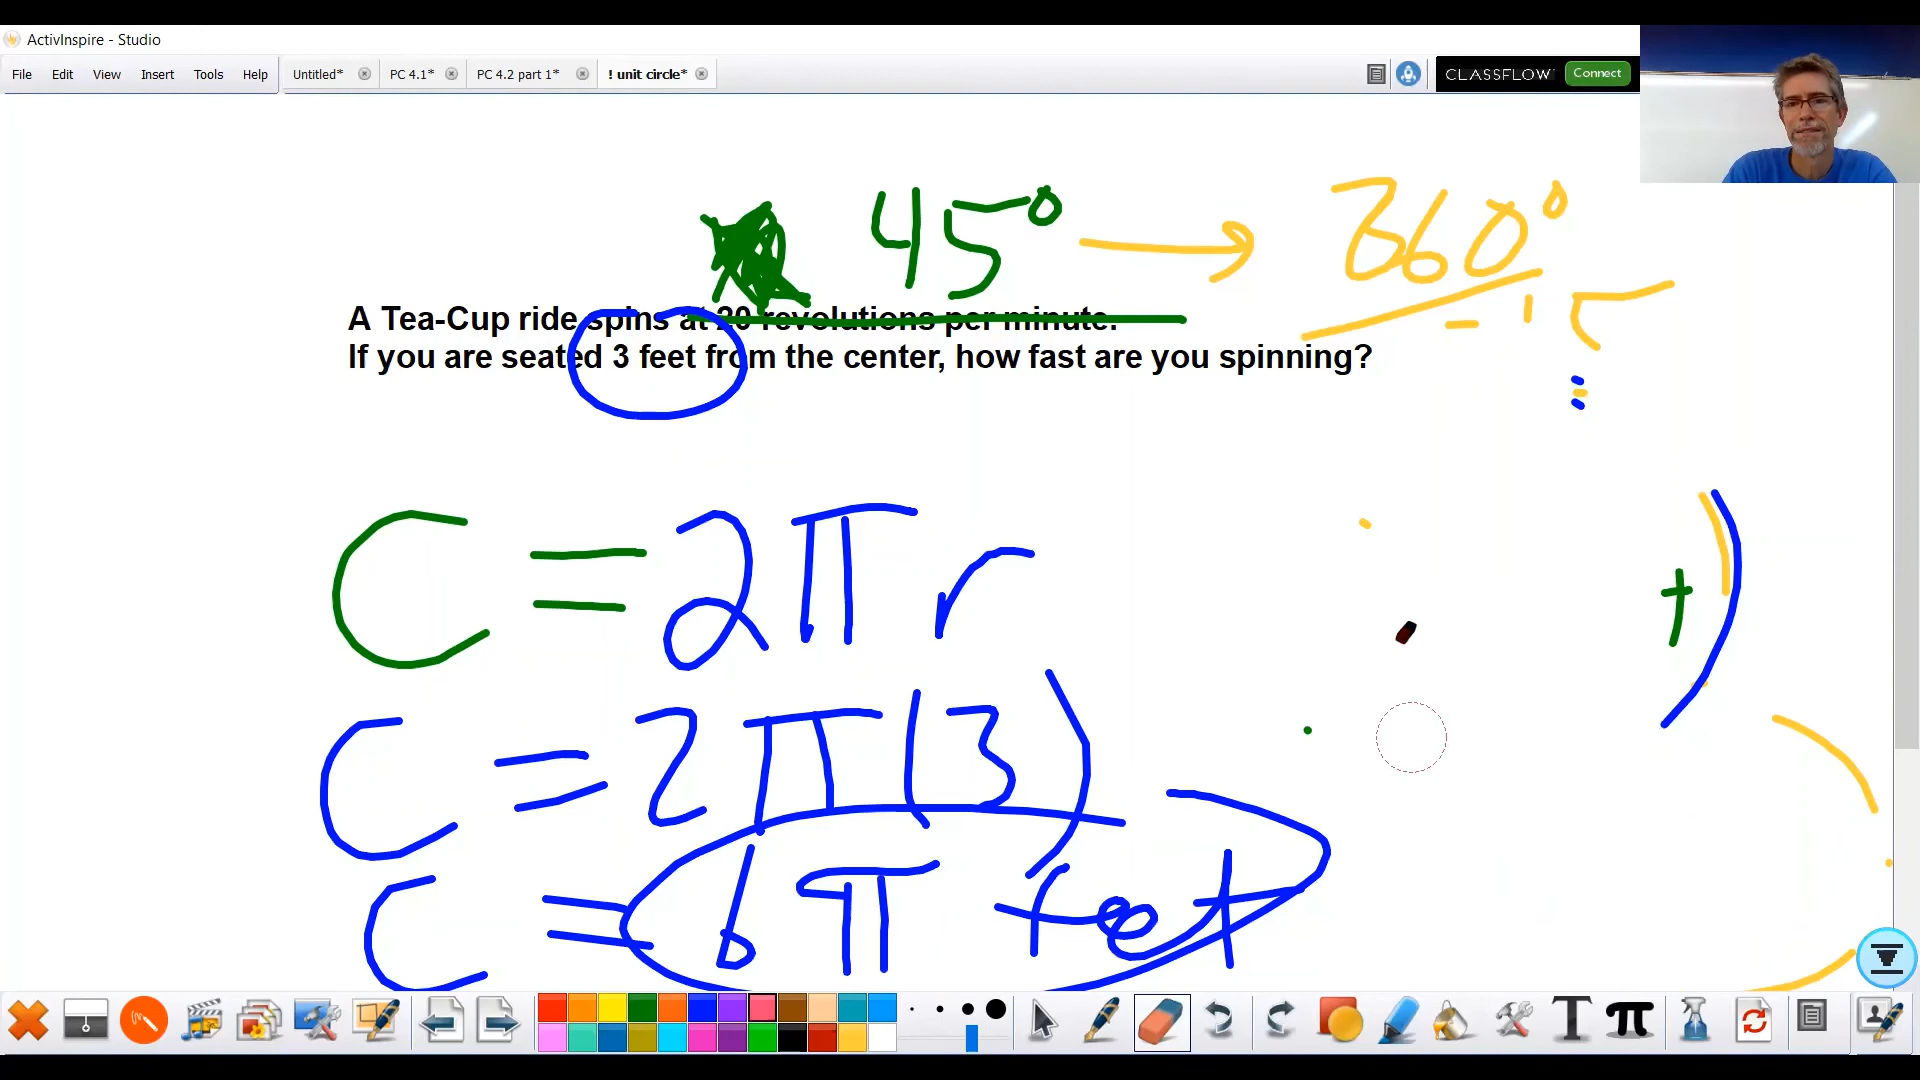 ActivInspire - Studio
File Edit View Insert Tools Help Untitled* PC 4.1* PC 4.2 part 1* ! unit circle* CLASSFLOW Connect
45° → 360°
A Tea-Cup ride spins at 20 revolutions per minute.
If you are seated 3 feet from the center, how fast are you spinning?
C = 2πr
C = 2π(3)
C = 6π feet
T π